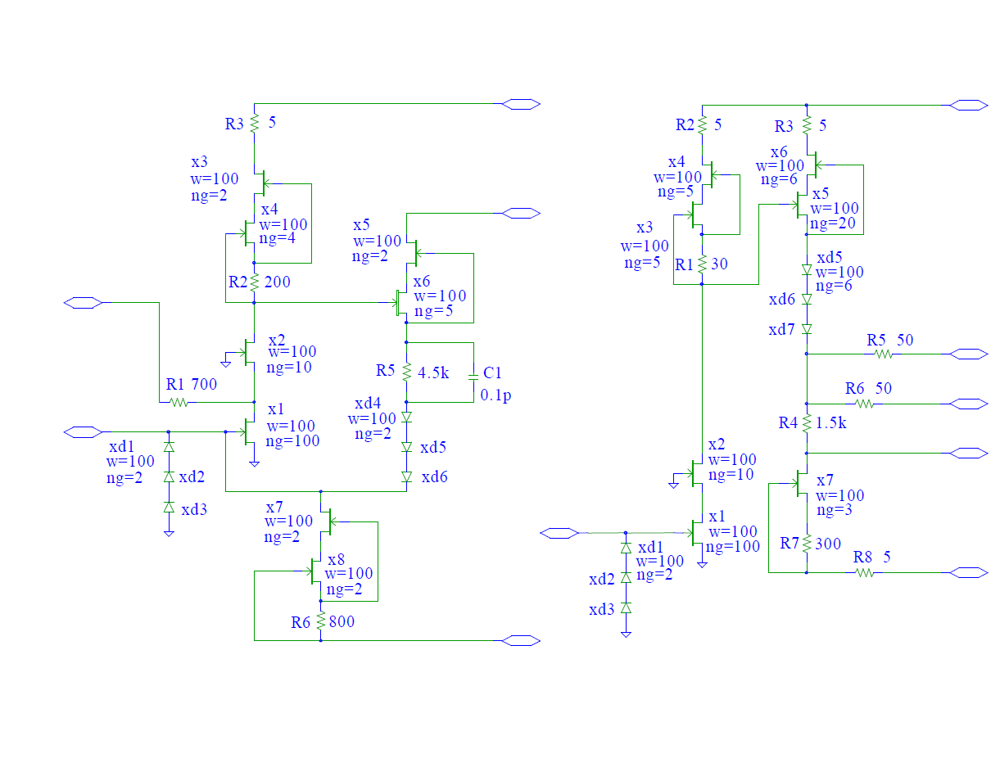 R3 5
x3
w=100
ng=2
x4
w=100
ng=4
R2 200
x5
w=100
ng=2
x6
w=100
ng=5
x2
w=100
ng=10
R1 700
R5 4.5k
C1
0.1p
x1
w=100
ng=100
xd4
w=100
ng=2
xd5
xd6
xd1
w=100
ng=2
xd2
xd3
x7
w=100
ng=2
x8
w=100
ng=2
R6 800
R2 5
R3 5
x4
w=100
ng=5
x6
w=100
ng=6
x3
w=100
ng=5
x5
w=100
ng=20
R1 30
xd5
w=100
ng=6
xd6
xd7
R5 50
R6 50
R4 1.5k
x2
w=100
ng=10
x7
w=100
ng=3
x1
w=100
ng=100
xd1
w=100
ng=2
xd2
xd3
R7 300
R8 5